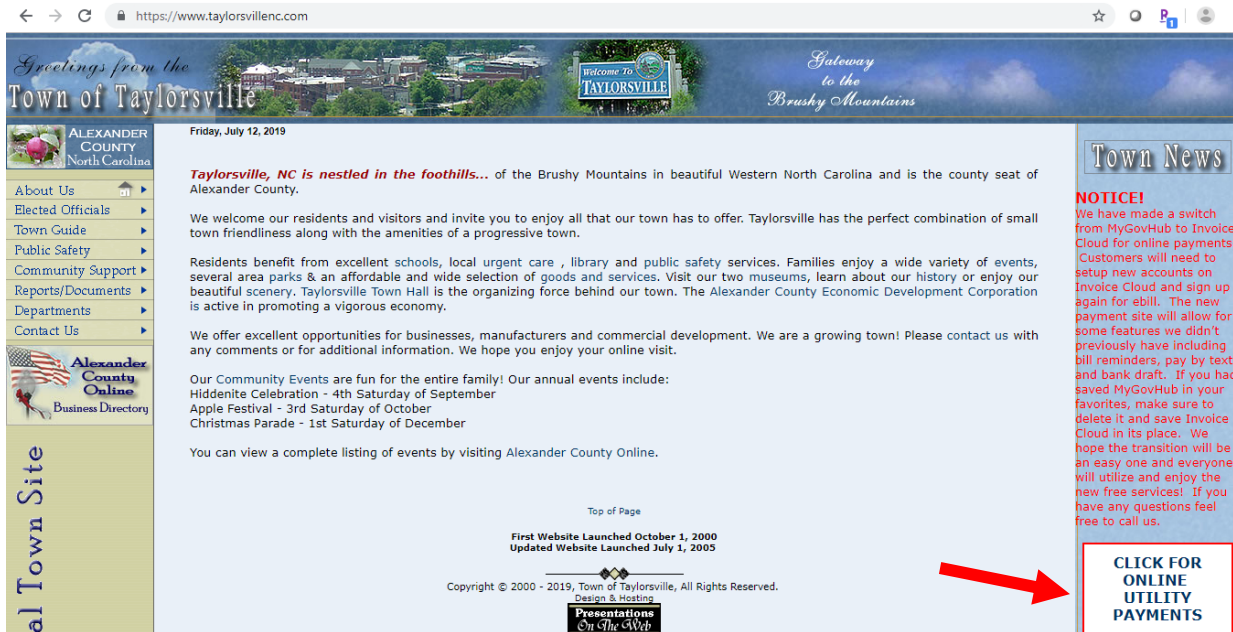 https://www.taylorsvillenc.com
Greetings from the
Town of Taylorsville
Welcome To
TAYLORSVILLE
Gateway
to the
Brushy Mountains
ALEXANDER
COUNTY
North Carolina
About Us
Elected Officials
Town Guide
Public Safety
Community Support
Reports/Documents
Departments
Contact Us
Alexander
County
Online
Business Directory
al Town Site
Friday, July 12, 2019
Taylorsville, NC is nestled in the foothills... of the Brushy Mountains in beautiful Western North Carolina and is the county seat of
Alexander County.
We welcome our residents and visitors and invite you to enjoy all that our town has to offer. Taylorsville has the perfect combination of small
town friendliness along with the amenities of a progressive town.
Residents benefit from excellent schools, local urgent care , library and public safety services. Families enjoy a wide variety of events,
several area parks & an affordable and wide selection of goods and services. Visit our two museums, learn about our history or enjoy our
beautiful scenery. Taylorsville Town Hall is the organizing force behind our town. The Alexander County Economic Development Corporation
is active in promoting a vigorous economy.
We offer excellent opportunities for businesses, manufacturers and commercial development. We are a growing town! Please contact us with
any comments or for additional information. We hope you enjoy your online visit.
Our Community Events are fun for the entire family! Our annual events include:
Hiddenite Celebration - 4th Saturday of September
Apple Festival - 3rd Saturday of October
Christmas Parade - 1st Saturday of December
You can view a complete listing of events by visiting Alexander County Online.
Top of Page
First Website Launched October 1, 2000
Updated Website Launched July 1, 2005
Copyright © 2000 - 2019, Town of Taylorsville, All Rights Reserved.
Design & Hosting
Presentations
On The Web
Town News
NOTICE!
We have made a switch
from MyGovHub to Invoice
Cloud for online payments
Customers will need to
setup new accounts on
Invoice Cloud and sign up
again for ebill. The new
payment site will allow for
some features we didn't
previously have including
bill reminders, pay by text
and bank draft. If you had
saved MyGovHub in your
favorites, make sure to
delete it and save Invoice
Cloud in its place. We
hope the transition will be
an easy one and everyone
will utilize and enjoy the
new free services! If you
have any questions feel
free to call us.
CLICK FOR
ONLINE
UTILITY
PAYMENTS